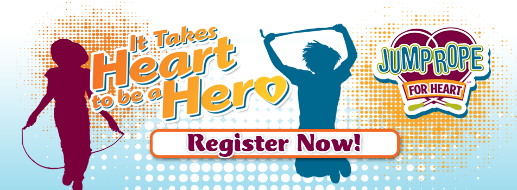 It Takes
Heart
to be a Hero
JUMP ROPE
FOR HEART
Register Now!